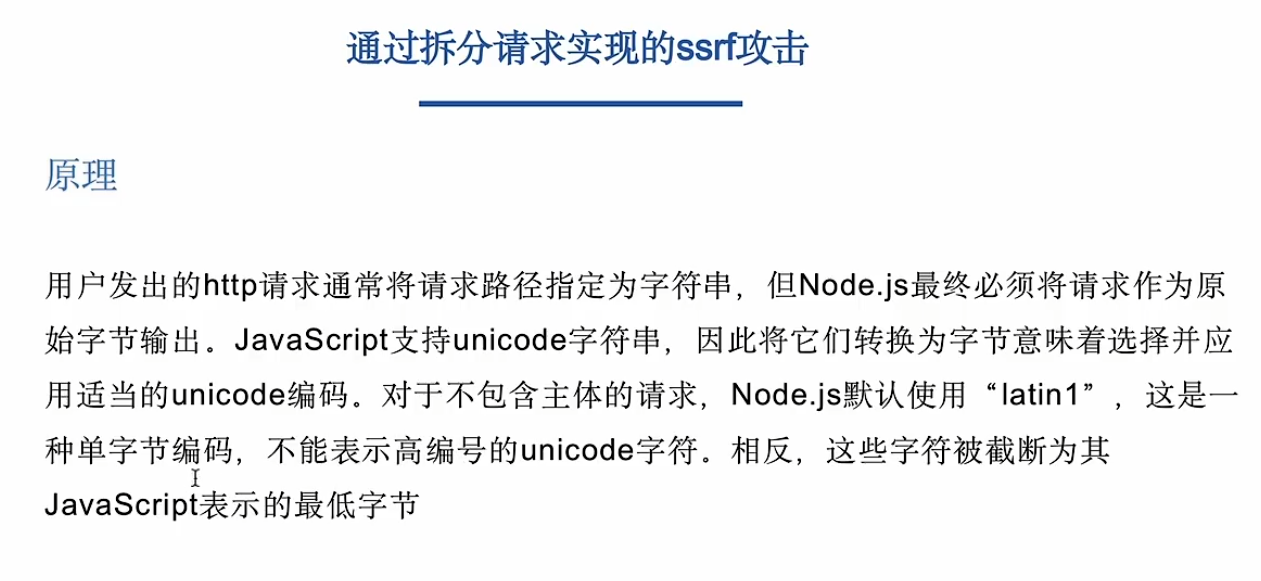 通过拆分请求实现的ssrf攻击
原理
用户发出的http请求通常将请求路径指定为字符串，但Node.js最终必须将请求作为原
始字节输出。JavaScript支持unicode字符串，因此将它们转换为字节意味着选择并应
用适当的unicode编码。对于不包含主体的请求，Node.js默认使用“latin1”，这是一
种单字节编码，不能表示高编号的unicode字符。相反，这些字符被截断为其
JavaScript表示的最低字节